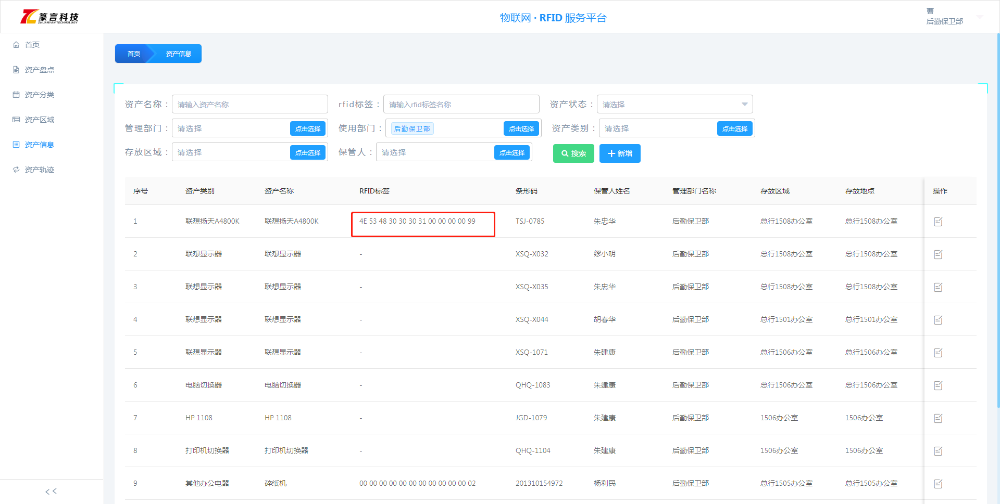 篆言科技
ZHUANYAN TECHNOLOGY
物联网 · RFID 服务平台
曹
后勤保卫部
首页
资产盘点
资产分类
资产区域
资产信息
资产轨迹
<<
首页 资产信息
资产名称： 请输入资产名称 rfid标签： 请输入rfid标签名称 资产状态： 请选择
管理部门： 请选择 点击选择 使用部门： 后勤保卫部 点击选择 资产类别： 请选择 点击选择
存放区域： 请选择 点击选择 保管人： 请选择 点击选择 搜索 新增
序号 资产类别 资产名称 RFID标签 条形码 保管人姓名 管理部门名称 存放区域 存放地点 操作
1 联想扬天A4800K 联想扬天A4800K 4E 53 48 30 30 30 31 00 00 00 00 99 TSJ-0785 朱忠华 后勤保卫部 总行1508办公室 总行1508办公室
2 联想显示器 联想显示器 - XSQ-X032 缪小明 后勤保卫部 总行1508办公室 总行1508办公室
3 联想显示器 联想显示器 - XSQ-X035 朱忠华 后勤保卫部 总行1508办公室 总行1508办公室
4 联想显示器 联想显示器 - XSQ-X044 胡春华 后勤保卫部 总行1501办公室 总行1501办公室
5 联想显示器 联想显示器 - XSQ-1071 朱建康 后勤保卫部 总行1506办公室 总行1506办公室
6 电脑切换器 电脑切换器 - QHQ-1083 朱建康 后勤保卫部 总行1506办公室 总行1506办公室
7 HP 1108 HP 1108 - JGD-1079 朱建康 后勤保卫部 1506办公室 1506办公室
8 打印机切换器 打印机切换器 - QHQ-1104 朱建康 后勤保卫部 1506办公室 1506办公室
9 其他办公电器 碎纸机 00 00 00 00 00 00 00 00 00 00 00 02 201310154972 杨利民 后勤保卫部 总行1505办公室 总行1505办公室